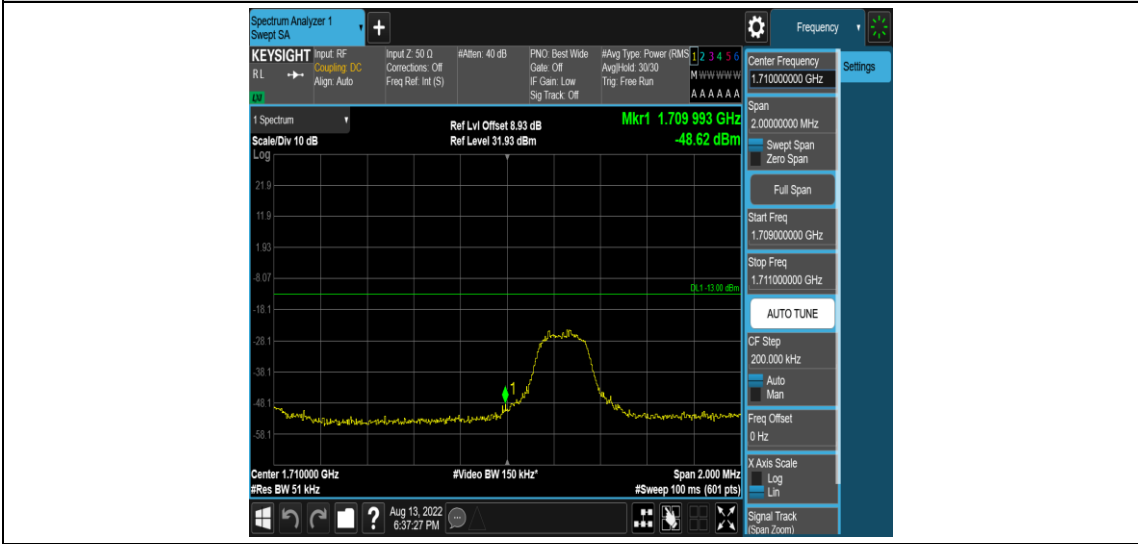 Spectrum Analyzer 1
Swept SA
Frequency
KEYSIGHT
RL
Input: RF
Coupling: DC
Align: Auto
Input Z: 50 Ω
Corrections: Off
Freq Ref: Int (S)
#Atten: 40 dB
PNO: Best Wide
Gate: Off
IF Gain: Low
Sig Track: Off
#Avg Type: Power (RMS
Avg|Hold: 30/30
Trig: Free Run
1 2 3 4 5 6
M W W W W W
A A A A A A
1 Spectrum
Scale/Div 10 dB
Log
Ref Lvl Offset 8.93 dB
Ref Level 31.93 dBm
Mkr1 1.709 993 GHz
-48.62 dBm
21.9
11.9
1.93
-8.07
DL1 -13.00 dBm
-18.1
-28.1
-38.1
1
-48.1
-58.1
Center 1.710000 GHz
#Res BW 51 kHz
#Video BW 150 kHz*
Span 2.000 MHz
#Sweep 100 ms (601 pts)
Aug 13, 2022
6:37:27 PM
Center Frequency
1.710000000 GHz
Settings
Span
2.00000000 MHz
Swept Span
Zero Span
Full Span
Start Freq
1.709000000 GHz
Stop Freq
1.711000000 GHz
AUTO TUNE
CF Step
200.000 kHz
Auto
Man
Freq Offset
0 Hz
X Axis Scale
Log
Lin
Signal Track
(Span Zoom)